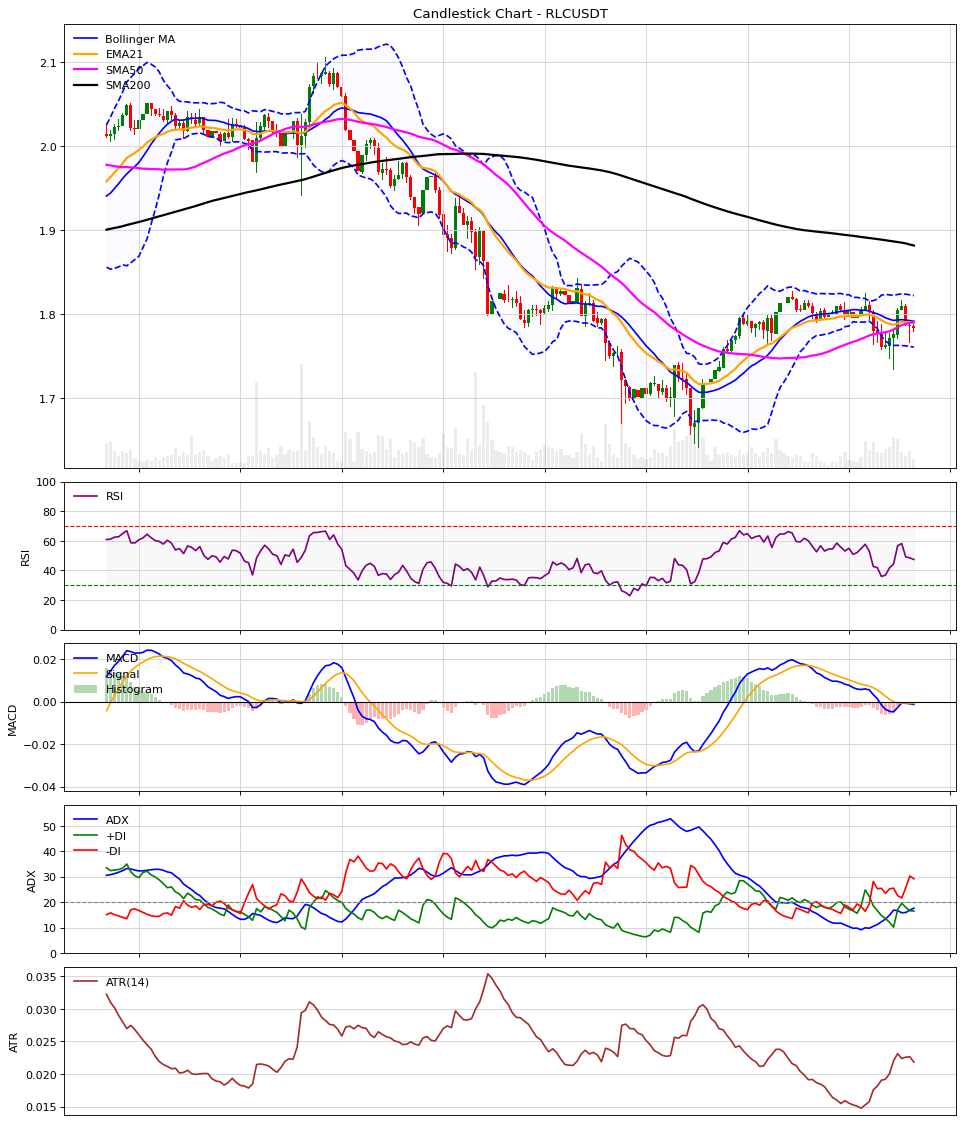 Candlestick Chart - RLCUSDT
Bollinger MA
EMA21
SMA50
SMA200
2.1
2.0
1.9
1.8
1.7
RSI
100
80
60
40
20
0
RSI
MACD
Signal
Histogram
0.02
0.00
−0.02
−0.04
MACD
ADX
+DI
-DI
50
40
30
20
10
0
ADX
ATR(14)
0.035
0.030
0.025
0.020
0.015
ATR